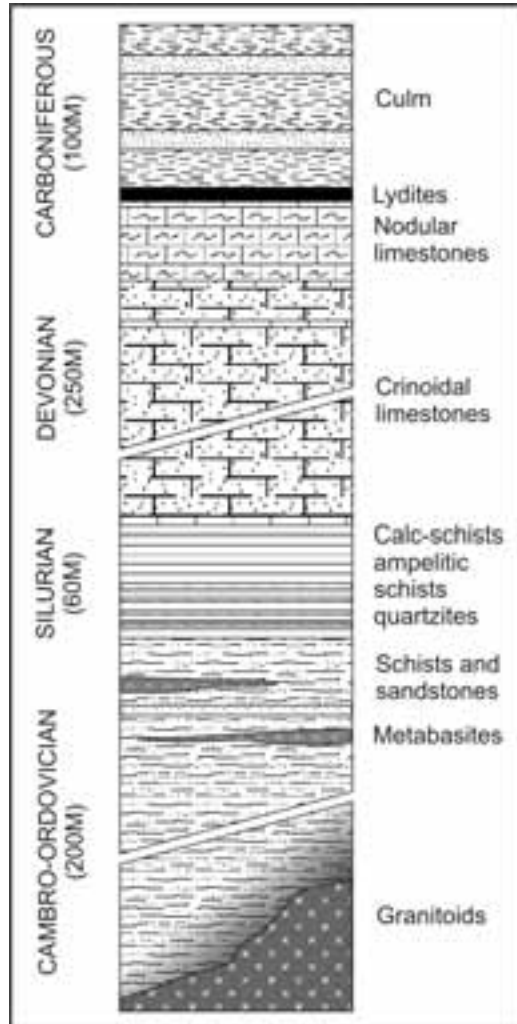 CARBONIFEROUS
(100M)
Culm
Lydites
Nodular
limestones
DEVONIAN
(250M)
Crinoidal
limestones
SILURIAN
(60M)
Calc-schists
ampelitic
schists
quartzites
Schists and
sandstones
Metabasites
CAMBRO-ORDOVICIAN
(200M)
Granitoids